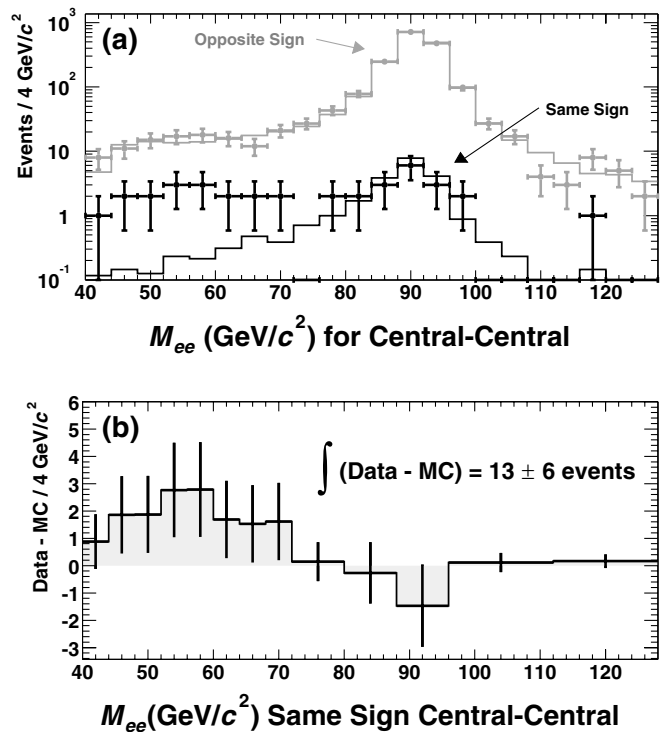 (a)
Opposite Sign
Same Sign
Events / 4 GeV/c²
10³
10²
10
1
10⁻¹
40 50 60 70 80 90 100 110 120
Mee (GeV/c²) for Central-Central
(b)
∫ (Data - MC) = 13 ± 6 events
Data - MC / 4 GeV/c²
6
5
4
3
2
1
0
-1
-2
-3
40 50 60 70 80 90 100 110 120
Mee(GeV/c²) Same Sign Central-Central